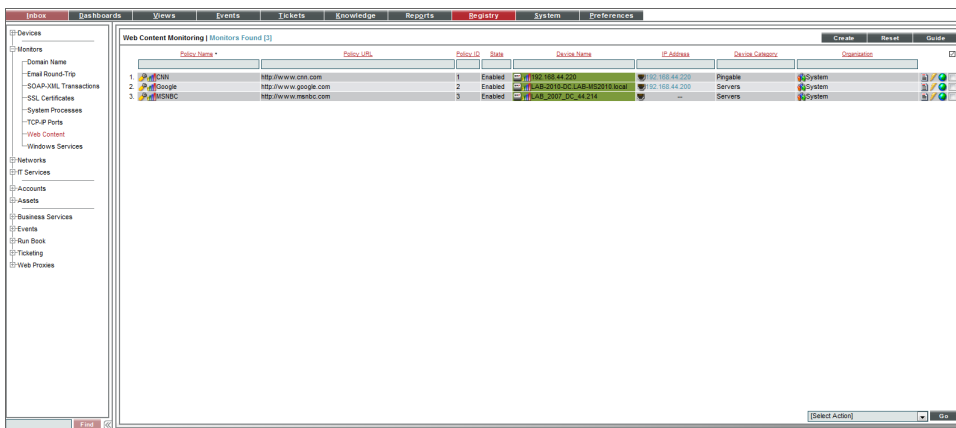 Inbox Dashboards Views Events Tickets Knowledge Reports Registry System Preferences
Devices
Monitors
Domain Name
Email Round-Trip
SOAP-XML Transactions
SSL Certificates
System Processes
TCP-IP Ports
Web Content
Windows Services
Networks
IT Services
Accounts
Assets
Business Services
Events
Run Book
Ticketing
Web Proxies
Find
Web Content Monitoring | Monitors Found [3] Create Reset Guide
Policy Name Policy URL Policy ID State Device Name IP Address Device Category Organization
1. CNN http://www.cnn.com 1 Enabled 192.168.44.220 192.168.44.220 Pingable System
2. Google http://www.google.com 2 Enabled LAB-2010-DC.LAB-MS2010.local 192.168.44.200 Servers System
3. MSNBC http://www.msnbc.com 3 Enabled LAB_2007_DC_44.214 -- Servers System
[Select Action] Go